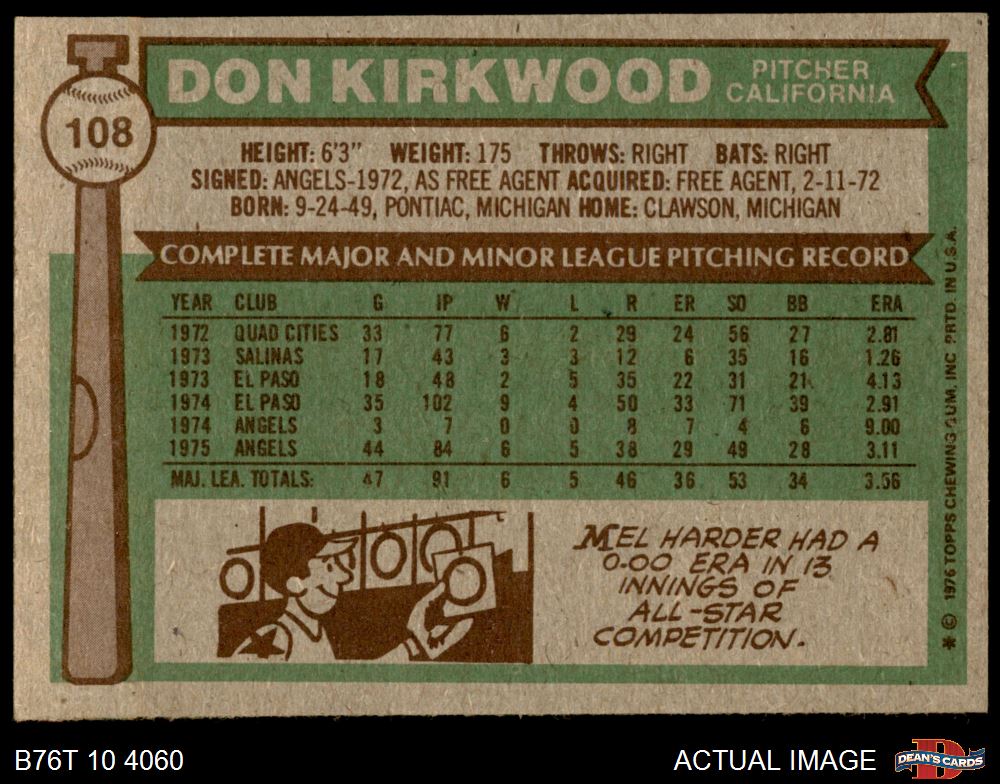 108
DON KIRKWOOD
PITCHER
CALIFORNIA
HEIGHT: 6'3" WEIGHT: 175 THROWS: RIGHT BATS: RIGHT
SIGNED: ANGELS-1972, AS FREE AGENT ACQUIRED: FREE AGENT, 2-11-72
BORN: 9-24-49, PONTIAC, MICHIGAN HOME: CLAWSON, MICHIGAN
COMPLETE MAJOR AND MINOR LEAGUE PITCHING RECORD
YEAR CLUB G IP W L R ER SO BB ERA
1972 QUAD CITIES 33 77 6 2 29 24 56 27 2.81
1973 SALINAS 17 43 3 3 12 6 35 16 1.26
1973 EL PASO 18 48 2 5 35 22 31 21 4.13
1974 EL PASO 35 102 9 4 50 33 71 39 2.91
1974 ANGELS 3 7 0 0 8 7 4 6 9.00
1975 ANGELS 44 84 6 5 38 29 49 28 3.11
MAJ. LEA. TOTALS: 47 91 6 5 46 36 53 34 3.56
MEL HARDER HAD A
0.00 ERA IN 13
INNINGS OF
ALL-STAR
COMPETITION.
* © 1976 TOPPS CHEWING GUM, INC PRTD. IN U.S.A.
B76T 10 4060
ACTUAL IMAGE
D
DEAN'S CARDS